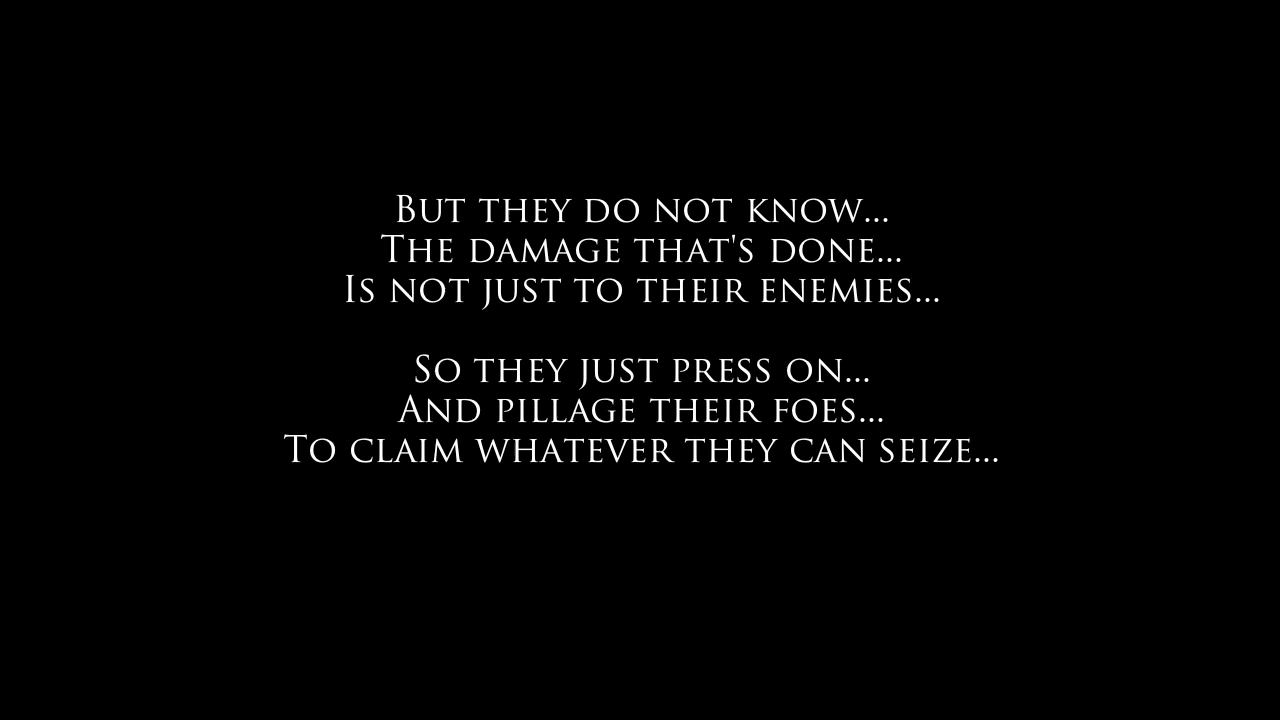 But they do not know...
The damage that's done...
Is not just to their enemies...
So they just press on...
And pillage their foes...
To claim whatever they can seize...